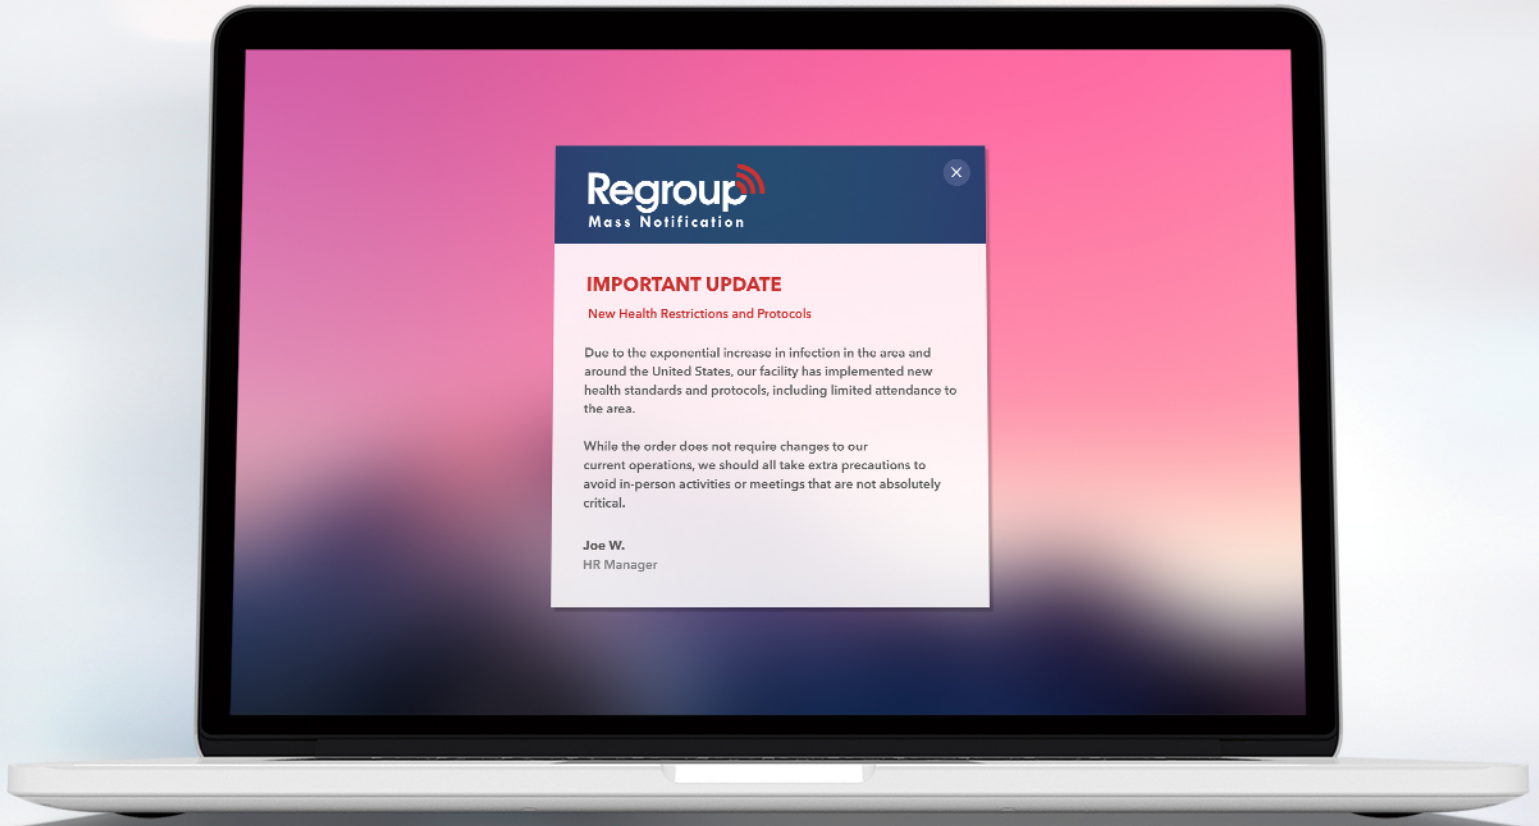 Regroup
Mass Notification
IMPORTANT UPDATE
New Health Restrictions and Protocols
Due to the exponential increase in infection in the area and
around the United States, our facility has implemented new
health standards and protocols, including limited attendance to
the area.
While the order does not require changes to our
current operations, we should all take extra precautions to
avoid in-person activities or meetings that are not absolutely
critical.
Joe W.
HR Manager